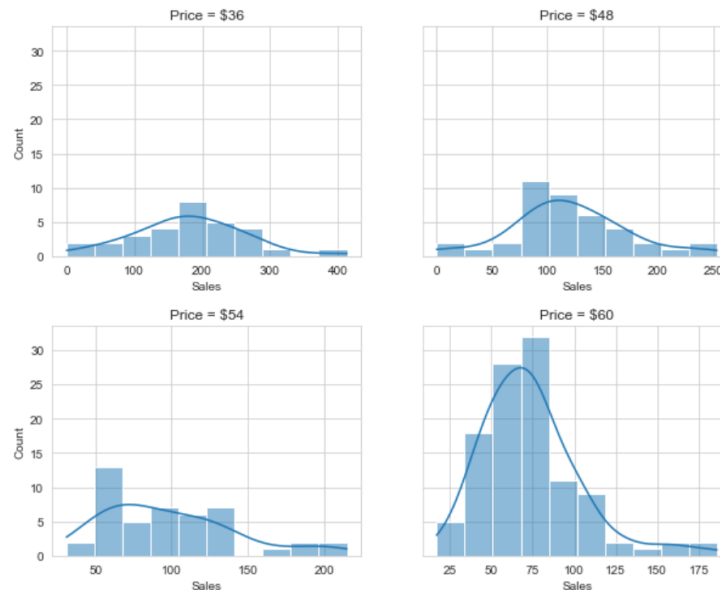 Price = $36
Price = $48
30
25
20
15
10
5
0
Count
0 100 200 300 400
Sales
0 50 100 150 200 250
Sales
Price = $54
Price = $60
30
25
20
15
10
5
0
Count
50 100 150 200
Sales
25 50 75 100 125 150 175
Sales